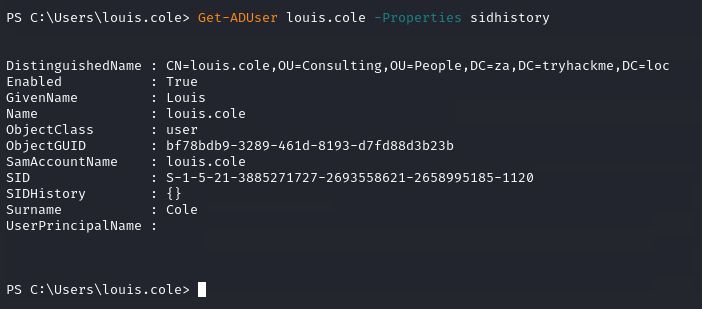 PS C:\Users\louis.cole> Get-ADUser louis.cole -Properties sidhistory
DistinguishedName : CN=louis.cole,OU=Consulting,OU=People,DC=za,DC=tryhackme,DC=loc
Enabled           : True
GivenName         : Louis
Name              : louis.cole
ObjectClass       : user
ObjectGUID        : bf78bdb9-3289-461d-8193-d7fd88d3b23b
SamAccountName    : louis.cole
SID               : S-1-5-21-3885271727-2693558621-2658995185-1120
SIDHistory        : {}
Surname           : Cole
UserPrincipalName :
PS C:\Users\louis.cole>